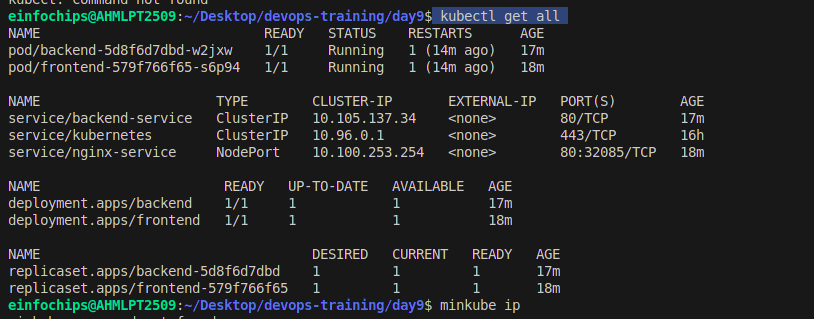 kubectl: command not found
einfochips@AHMLPT2509:~/Desktop/devops-training/day9$ kubectl get all
NAME READY STATUS RESTARTS AGE
pod/backend-5d8f6d7dbd-w2jxw 1/1 Running 1 (14m ago) 17m
pod/frontend-579f766f65-s6p94 1/1 Running 1 (14m ago) 18m
NAME TYPE CLUSTER-IP EXTERNAL-IP PORT(S) AGE
service/backend-service ClusterIP 10.105.137.34 <none> 80/TCP 17m
service/kubernetes ClusterIP 10.96.0.1 <none> 443/TCP 16h
service/nginx-service NodePort 10.100.253.254 <none> 80:32085/TCP 18m
NAME READY UP-TO-DATE AVAILABLE AGE
deployment.apps/backend 1/1 1 1 17m
deployment.apps/frontend 1/1 1 1 18m
NAME DESIRED CURRENT READY AGE
replicaset.apps/backend-5d8f6d7dbd 1 1 1 17m
replicaset.apps/frontend-579f766f65 1 1 1 18m
einfochips@AHMLPT2509:~/Desktop/devops-training/day9$ minkube ip